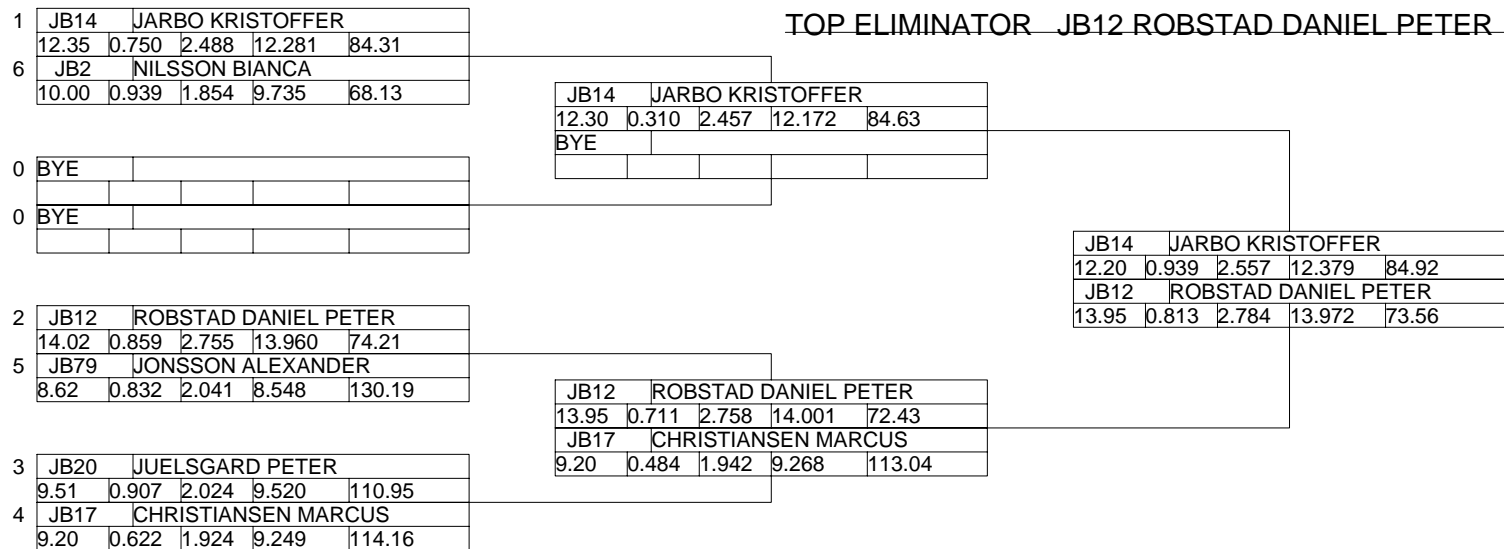 TOP ELIMINATOR JB12 ROBSTAD DANIEL PETER
1 JB14 JARBO KRISTOFFER
12.35 0.750 2.488 12.281 84.31
6 JB2 NILSSON BIANCA
10.00 0.939 1.854 9.735 68.13
0 BYE
0 BYE
2 JB12 ROBSTAD DANIEL PETER
14.02 0.859 2.755 13.960 74.21
5 JB79 JONSSON ALEXANDER
8.62 0.832 2.041 8.548 130.19
3 JB20 JUELSGARD PETER
9.51 0.907 2.024 9.520 110.95
4 JB17 CHRISTIANSEN MARCUS
9.20 0.622 1.924 9.249 114.16
JB14 JARBO KRISTOFFER
12.30 0.310 2.457 12.172 84.63
BYE
JB12 ROBSTAD DANIEL PETER
13.95 0.711 2.758 14.001 72.43
JB17 CHRISTIANSEN MARCUS
9.20 0.484 1.942 9.268 113.04
JB14 JARBO KRISTOFFER
12.20 0.939 2.557 12.379 84.92
JB12 ROBSTAD DANIEL PETER
13.95 0.813 2.784 13.972 73.56